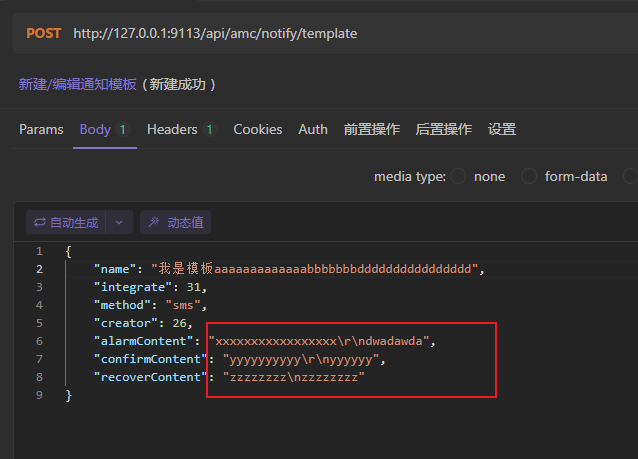 POST http://127.0.0.1:9113/api/amc/notify/template
新建/编辑通知模板 ( 新建成功 )
Params Body 1 Headers 1 Cookies Auth 前置操作 后置操作 设置
media type: none form-data
自动生成 动态值
1 {
2 "name": "我是模板aaaaaaaaaaaaabbbbbbbdddddddddddddddd",
3 "integrate": 31,
4 "method": "sms",
5 "creator": 26,
6 "alarmContent": "xxxxxxxxxxxxxxxxx\r\ndwadawda",
7 "confirmContent": "yyyyyyyyyy\r\nyyyyyy",
8 "recoverContent": "zzzzzzzz\nzzzzzzzz"
9 }